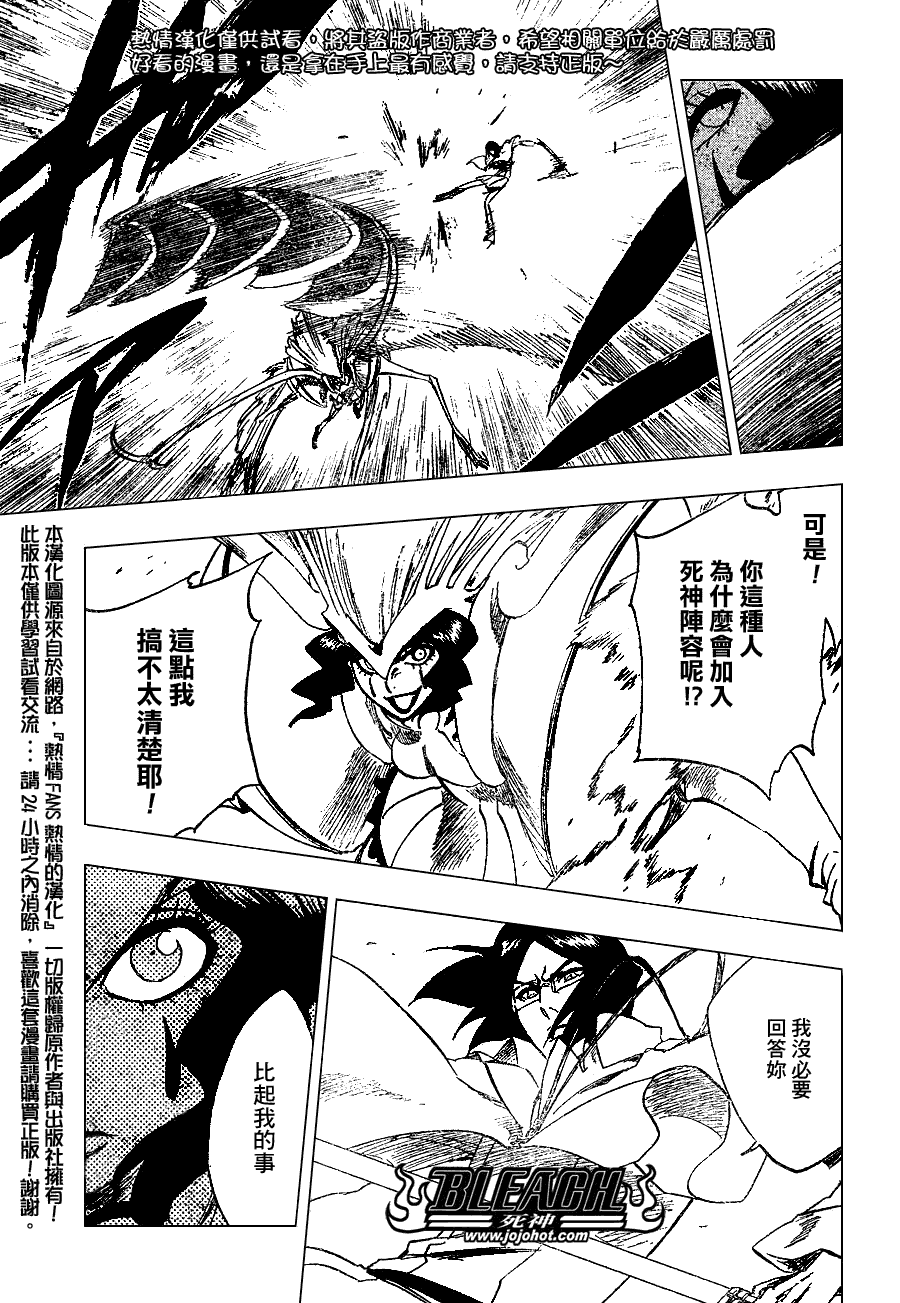 熱情漢化僅供試看。將其盜版作商業者，希望相關單位給於嚴厲處罰
好看的漫畫，還是拿在手上最有感覺，請支持正版～
可是！
你這種人
為什麼會加入
死神陣容呢!?
這點我
搞不太清楚耶！
我沒必要
回答妳
比起我的事
本漢化圖源來自於網路，『熱情FANS熱情的漢化』一切版權歸原作者與出版社擁有！
此版本僅供學習試看交流…請24小時之內消除，喜歡這套漫畫請購買正版！謝謝。
BLEACH
死神
www.jojohot.com